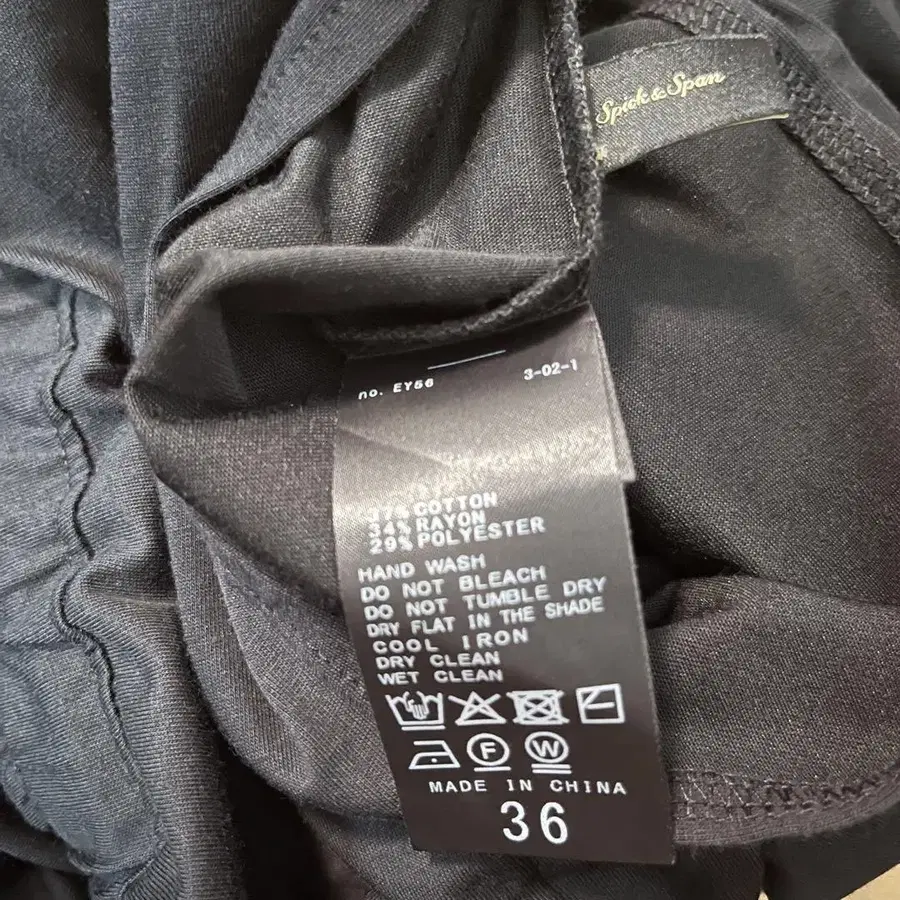 Spick & Span
no. EY56
3-02-1
37% COTTON
34% RAYON
29% POLYESTER
HAND WASH
DO NOT BLEACH
DO NOT TUMBLE DRY
DRY FLAT IN THE SHADE
COOL IRON
DRY CLEAN
WET CLEAN
F
W
MADE IN CHINA
36